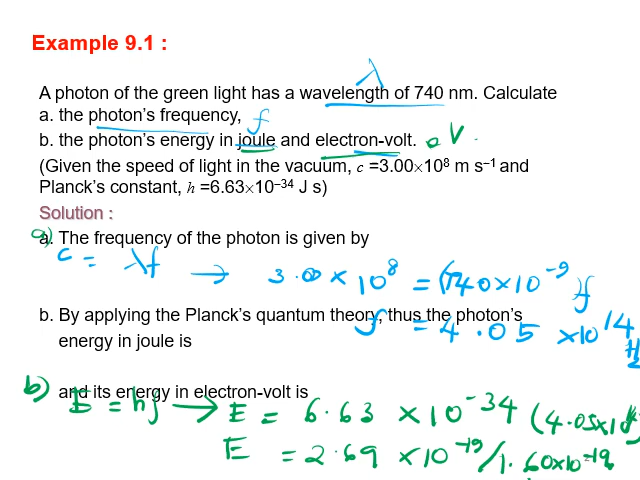 Example 9.1 :
λ
A photon of the green light has a wavelength of 740 nm. Calculate
a. the photon's frequency, f
b. the photon's energy in joule and electron-volt. eV.
(Given the speed of light in the vacuum, c =3.00×10⁸ m s⁻¹ and
Planck's constant, h =6.63×10⁻³⁴ J s)
Solution :
a) a. The frequency of the photon is given by
c = λf → 3.00 × 10⁸ = (740 × 10⁻⁹) f
b. By applying the Planck's quantum theory, thus the photon's
f = 4.05 × 10¹⁴ Hz
energy in joule is
b) and its energy in electron-volt is
E = hf → E = 6.63 × 10⁻³⁴ (4.05 × 10
E = 2.69 × 10⁻¹⁹ / 1.60 × 10⁻¹⁹